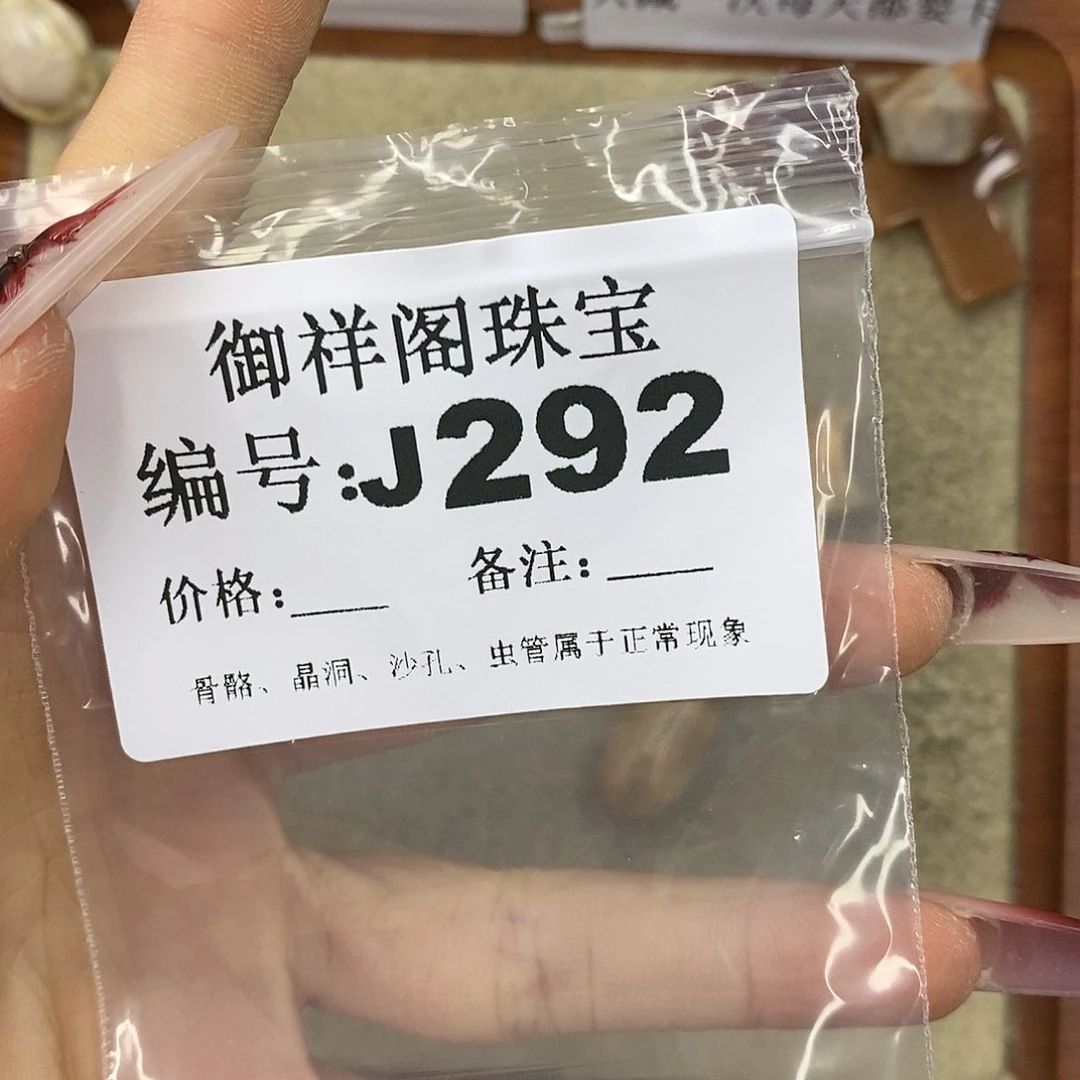 御祥阁珠宝
编号:J292
价格:____ 备注:____
骨骼、晶洞、沙孔、虫管属于正常现象